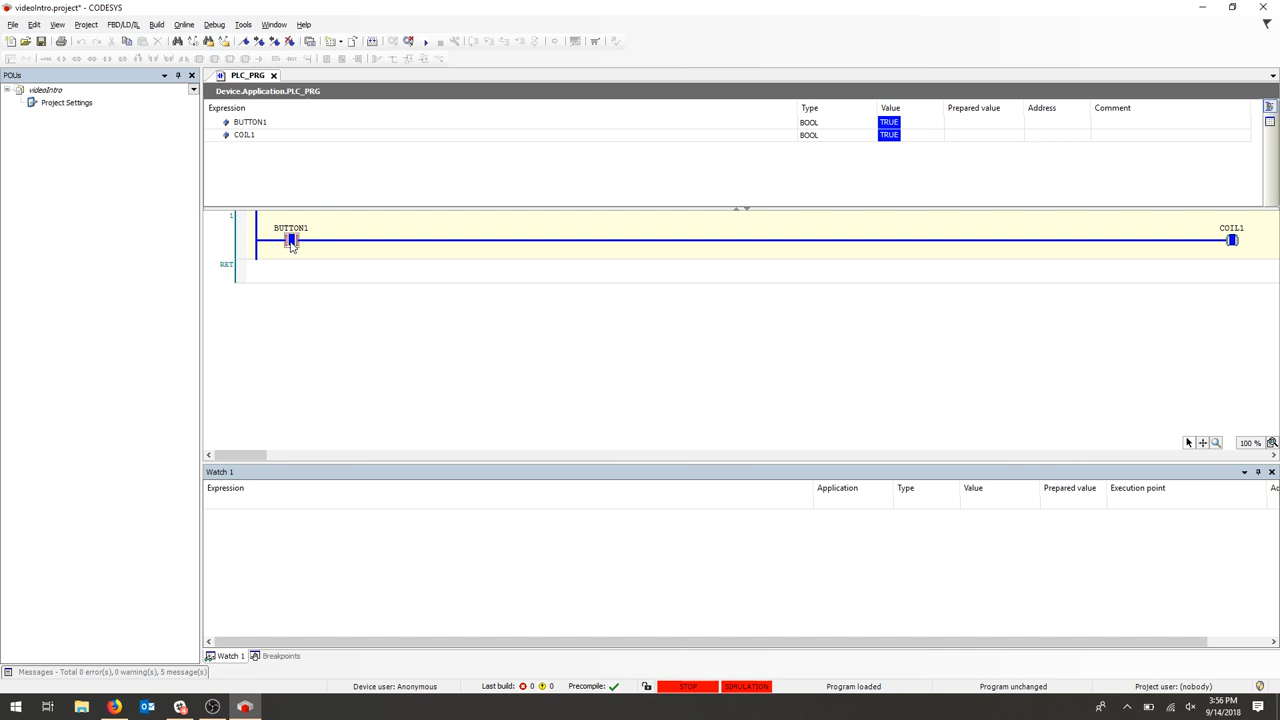 videoIntro.project* - CODESYS
File Edit View Project FBD/LD/IL Build Online Debug Tools Window Help
POUs
PLC_PRG
videoIntro
Project Settings
Device.Application.PLC_PRG
Expression Type Value Prepared value Address Comment
BUTTON1 BOOL TRUE
COIL1 BOOL TRUE
1
BUTTON1 COIL1
RET
100 %
Watch 1
Expression Application Type Value Prepared value Execution point Ad
Watch 1 Breakpoints
Messages - Total 0 error(s), 0 warning(s), 5 message(s)
Device user: Anonymous Last build: 0 0 Precompile: STOP SIMULATION Program loaded Program unchanged Project user: (nobody)
3:56 PM
9/14/2018